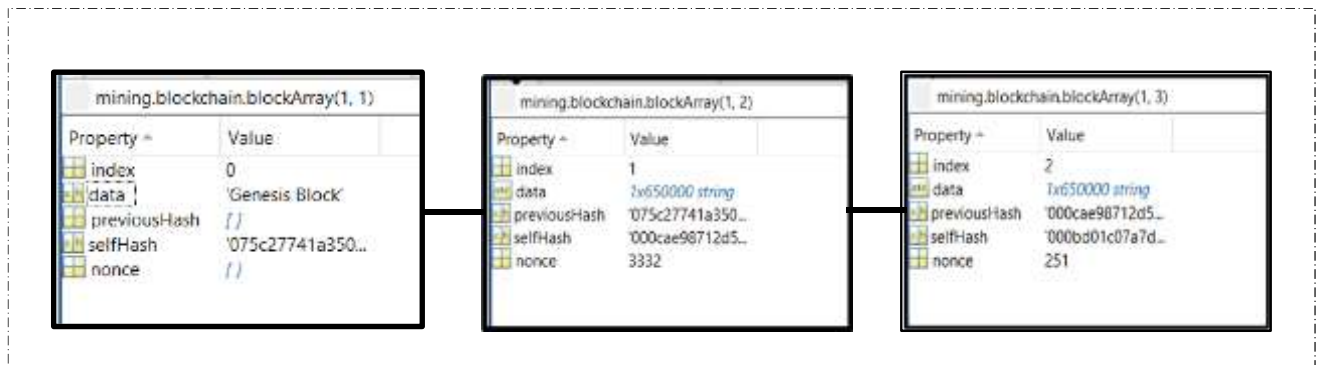 mining.blockchain.blockArray(1, 1)
Property Value
index 0
data 'Genesis Block'
previousHash []
selfHash '075c27741a350...
nonce []
mining.blockchain.blockArray(1, 2)
Property Value
index 1
data 1x650000 string
previousHash '075c27741a350...
selfHash '000cae98712d5...
nonce 3332
mining.blockchain.blockArray(1, 3)
Property Value
index 2
data 1x650000 string
previousHash '000cae98712d5...
selfHash '000bd01c07a7d...
nonce 251